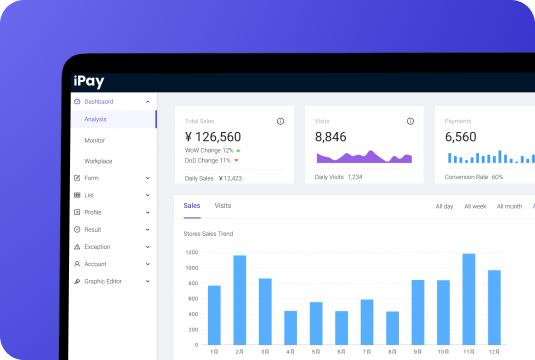 iPay
Dashbaord
Analysis
Monitor
Workplace
Form
List
Profile
Result
Exception
Account
Graphic Editor
Total Sales
¥ 126,560
WoW Change 12%
DoD Change 11%
Daily Sales ¥ 12,423
Visits
8,846
Daily Visits 1,234
Payments
6,560
Conversion Rate 60%
Sales Visits
All day All week All month
Stores Sales Trend
1200
1000
800
600
400
200
0
1月 2月 3月 4月 5月 6月 7月 8月 9月 10月 11月 12月